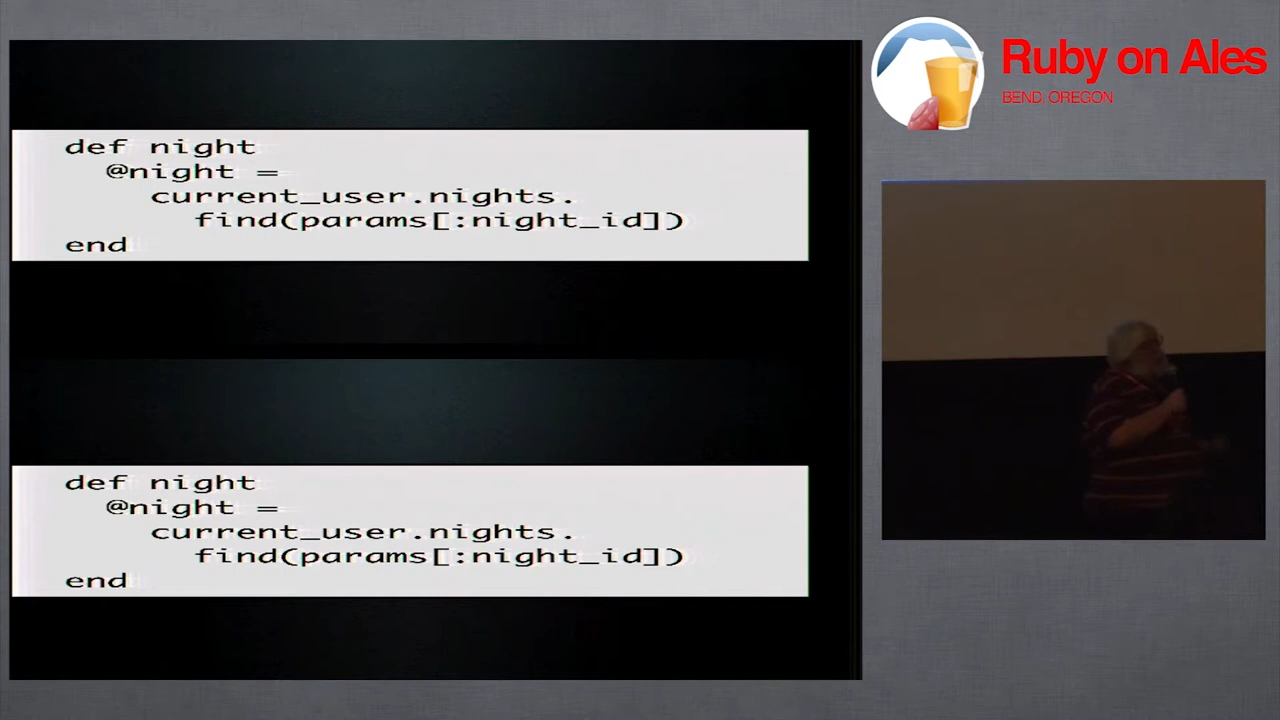 Ruby on Ales
BEND, OREGON
def night
@night =
current_user.nights.
find(params[:night_id])
end
def night
@night =
current_user.nights.
find(params[:night_id])
end